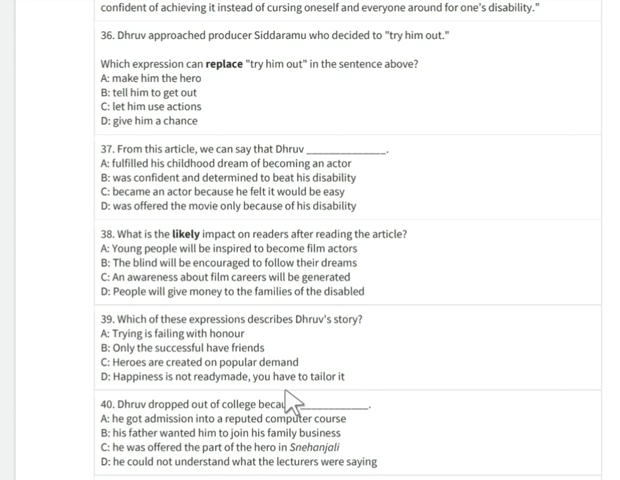 confident of achieving it instead of cursing oneself and everyone around for one's disability."
36. Dhruv approached producer Siddaramu who decided to "try him out."
Which expression can replace "try him out" in the sentence above?
A: make him the hero
B: tell him to get out
C: let him use actions
D: give him a chance
37. From this article, we can say that Dhruv _______________.
A: fulfilled his childhood dream of becoming an actor
B: was confident and determined to beat his disability
C: became an actor because he felt it would be easy
D: was offered the movie only because of his disability
38. What is the likely impact on readers after reading the article?
A: Young people will be inspired to become film actors
B: The blind will be encouraged to follow their dreams
C: An awareness about film careers will be generated
D: People will give money to the families of the disabled
39. Which of these expressions describes Dhruv's story?
A: Trying is failing with honour
B: Only the successful have friends
C: Heroes are created on popular demand
D: Happiness is not readymade, you have to tailor it
40. Dhruv dropped out of college _____________.
A: he got admission into a reputed computer course
B: his father wanted him to join his family business
C: he was offered the part of the hero in Snehanjali
D: he could not understand what the lecturers were saying